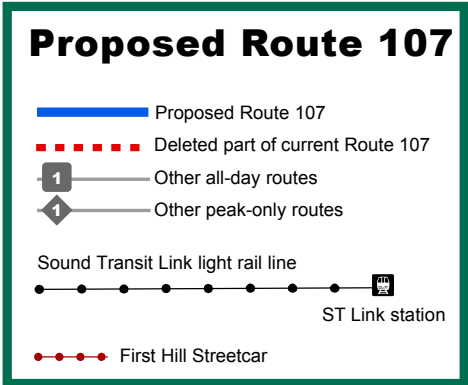 Proposed Route 107
Proposed Route 107
Deleted part of current Route 107
1 Other all-day routes
1 Other peak-only routes
Sound Transit Link light rail line
ST Link station
First Hill Streetcar